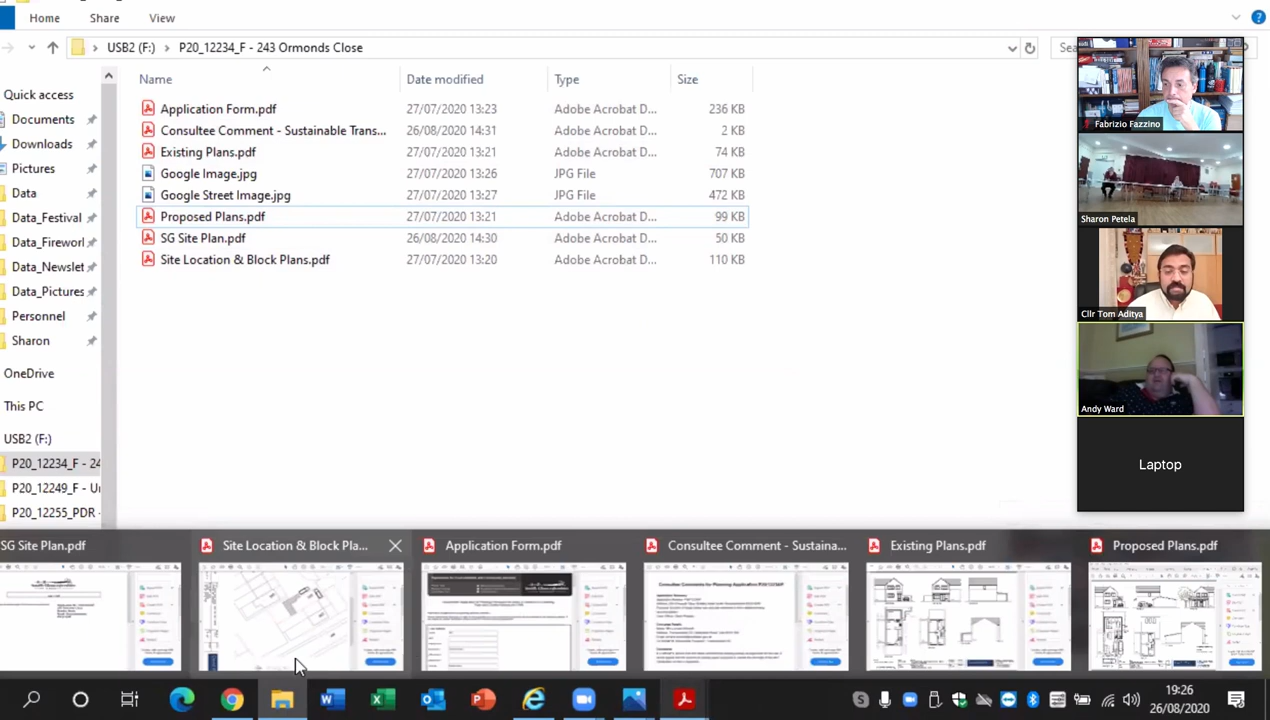 Home Share View
USB2 (F:) P20_12234_F - 243 Ormonds Close
Sea
Name Date modified Type Size
Quick access
Documents
Downloads
Pictures
Data
Data_Festival
Data_Firewor
Data_Newslet
Data_Pictures
Personnel
Sharon
OneDrive
This PC
USB2 (F:)
P20_12234_F - 24
P20_12249_F - U
P20_12255_PDR -
Application Form.pdf 27/07/2020 13:23 Adobe Acrobat D... 236 KB
Consultee Comment - Sustainable Trans... 26/08/2020 14:31 Adobe Acrobat D... 2 KB
Existing Plans.pdf 27/07/2020 13:21 Adobe Acrobat D... 74 KB
Google Image.jpg 27/07/2020 13:26 JPG File 707 KB
Google Street Image.jpg 27/07/2020 13:27 JPG File 472 KB
Proposed Plans.pdf 27/07/2020 13:21 Adobe Acrobat D... 99 KB
SG Site Plan.pdf 26/08/2020 14:30 Adobe Acrobat D... 50 KB
Site Location & Block Plans.pdf 27/07/2020 13:20 Adobe Acrobat D... 110 KB
Fabrizio Fazzino
Sharon Petela
Cllr Tom Aditya
Andy Ward
Laptop
SG Site Plan.pdf
Site Location & Block Pla...
Application Form.pdf
Consultee Comment - Sustaina...
Existing Plans.pdf
Proposed Plans.pdf
19:26
26/08/2020